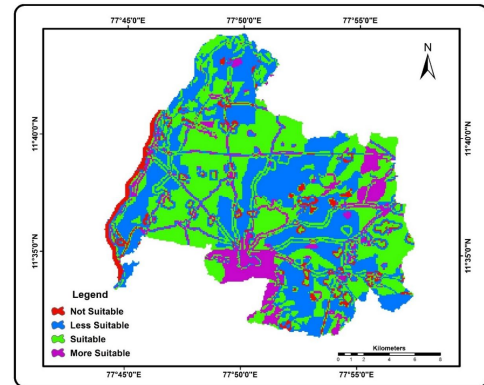 77°45'0"E 77°50'0"E 77°55'0"E
N
11°40'0"N 11°40'0"N
11°35'0"N 11°35'0"N
Legend
Not Suitable
Less Suitable
Suitable
More Suitable
Kilometers
0 1 2 4 6 8
77°45'0"E 77°50'0"E 77°55'0"E